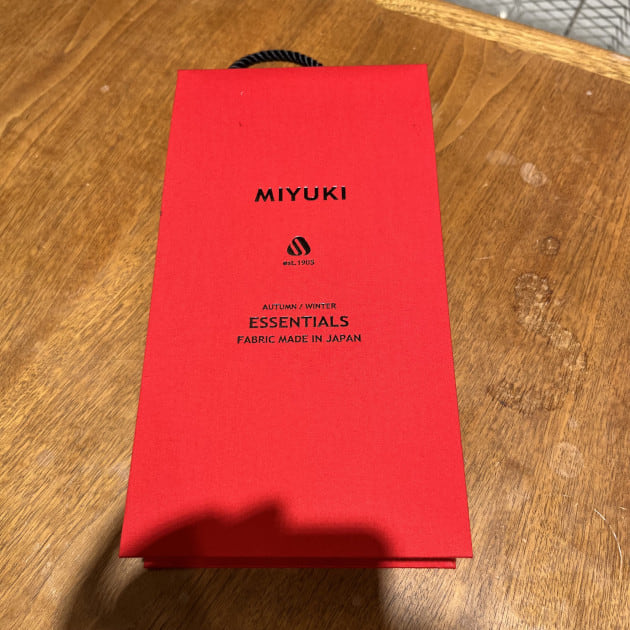 MIYUKI
est. 1905
AUTUMN / WINTER
ESSENTIALS
FABRIC MADE IN JAPAN